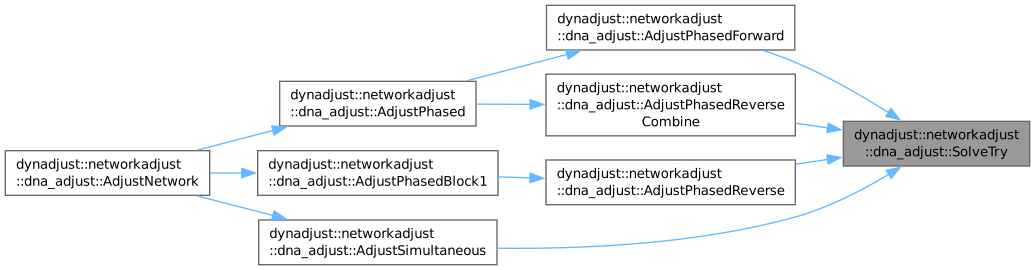 dynadjust::networkadjust
::dna_adjust::AdjustPhasedForward
dynadjust::networkadjust
::dna_adjust::AdjustPhased
dynadjust::networkadjust
::dna_adjust::AdjustPhasedReverse
Combine
dynadjust::networkadjust
::dna_adjust::SolveTry
dynadjust::networkadjust
::dna_adjust::AdjustNetwork
dynadjust::networkadjust
::dna_adjust::AdjustPhasedBlock1
dynadjust::networkadjust
::dna_adjust::AdjustPhasedReverse
dynadjust::networkadjust
::dna_adjust::AdjustSimultaneous